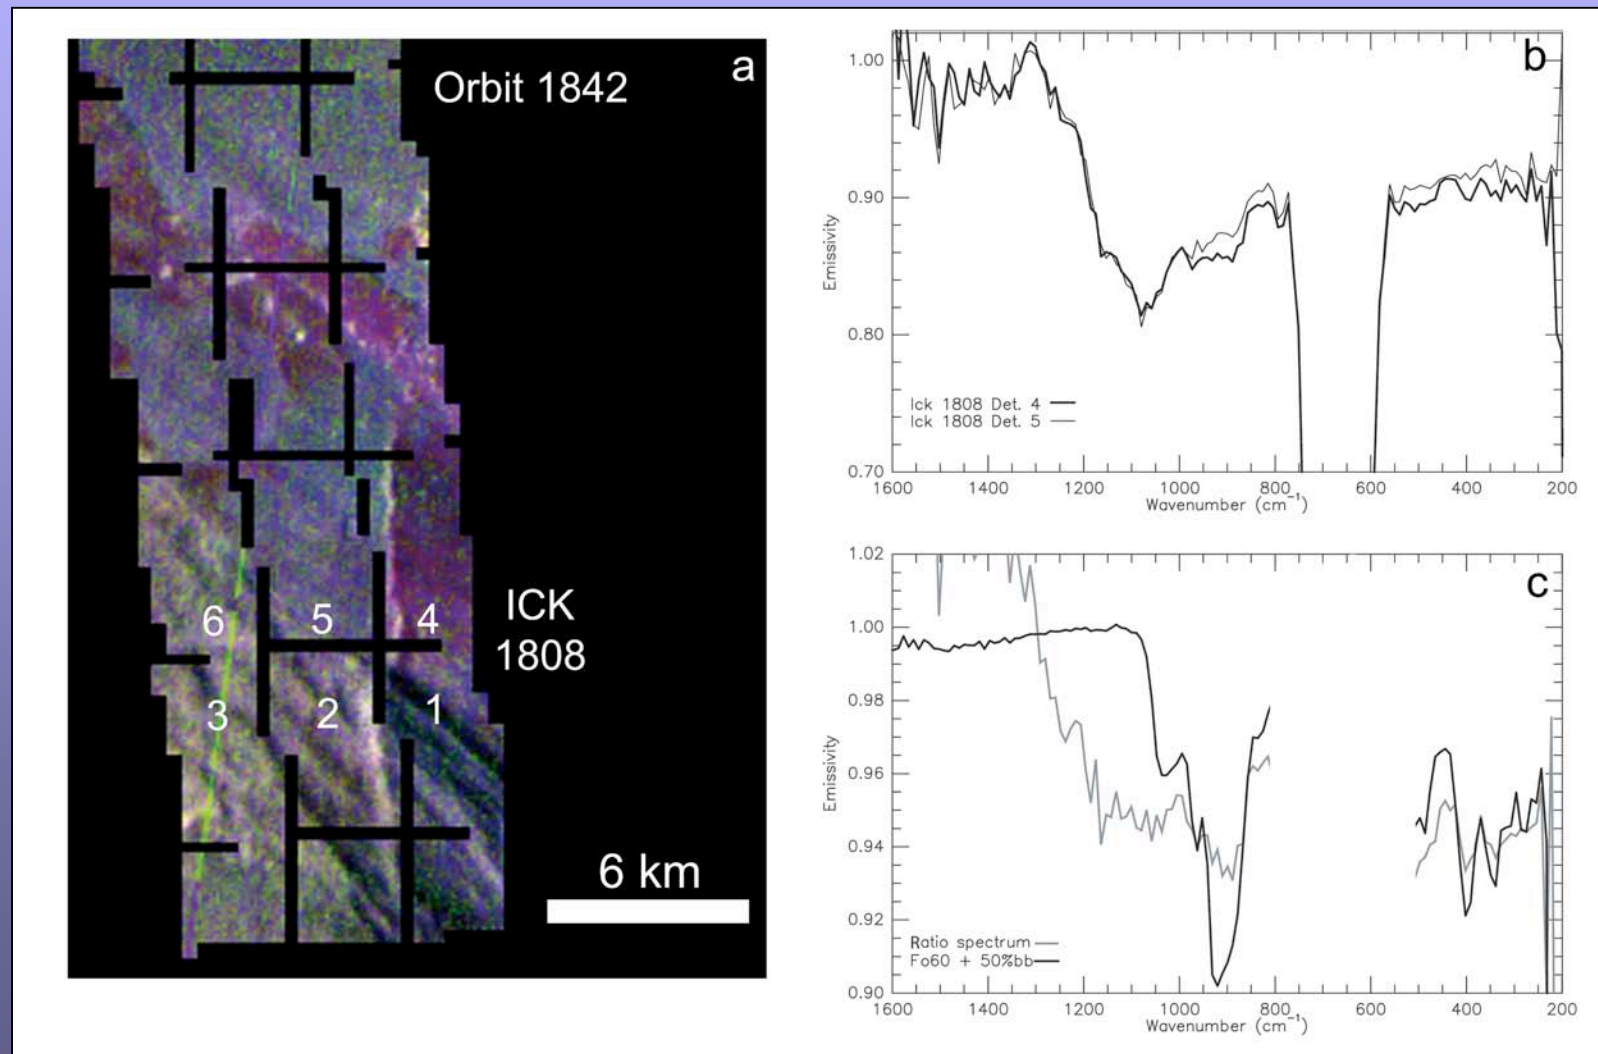 a
Orbit 1842
6
5
4
ICK
1808
3
2
1
6 km
b
1.00
0.90
0.80
0.70
Emissivity
Ick 1808 Det. 4
Ick 1808 Det. 5
1600 1400 1200 1000 800 600 400 200
Wavenumber (cm⁻¹)
c
1.02
1.00
0.98
0.96
0.94
0.92
0.90
Emissivity
Ratio spectrum
Fo60 + 50%bb
1600 1400 1200 1000 800 600 400 200
Wavenumber (cm⁻¹)